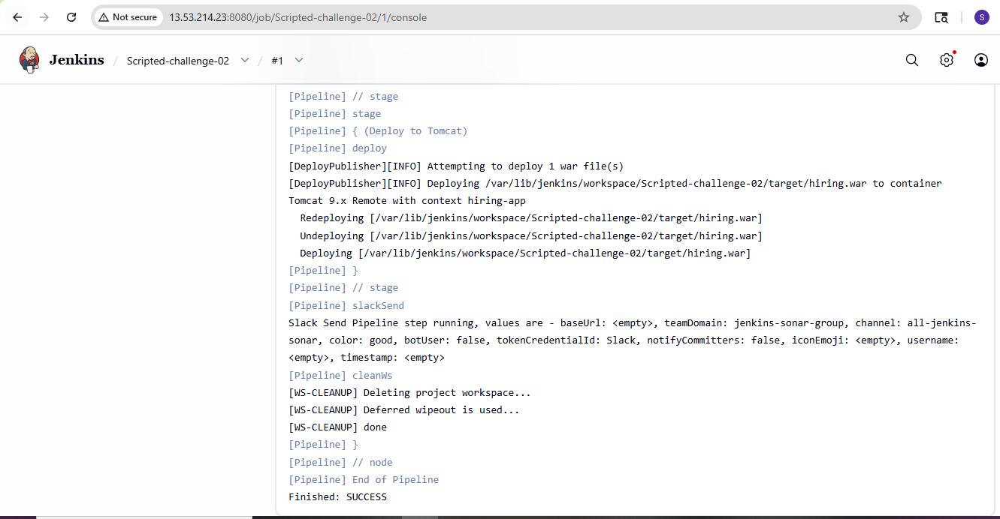 Not secure 13.53.214.23:8080/job/Scripted-challenge-02/1/console S
Jenkins / Scripted-challenge-02 / #1
[Pipeline] // stage
[Pipeline] stage
[Pipeline] { (Deploy to Tomcat)
[Pipeline] deploy
[DeployPublisher][INFO] Attempting to deploy 1 war file(s)
[DeployPublisher][INFO] Deploying /var/lib/jenkins/workspace/Scripted-challenge-02/target/hiring.war to container
Tomcat 9.x Remote with context hiring-app
  Redeploying [/var/lib/jenkins/workspace/Scripted-challenge-02/target/hiring.war]
  Undeploying [/var/lib/jenkins/workspace/Scripted-challenge-02/target/hiring.war]
  Deploying [/var/lib/jenkins/workspace/Scripted-challenge-02/target/hiring.war]
[Pipeline] }
[Pipeline] // stage
[Pipeline] slackSend
Slack Send Pipeline step running, values are - baseUrl: <empty>, teamDomain: jenkins-sonar-group, channel: all-jenkins-
sonar, color: good, botUser: false, tokenCredentialId: Slack, notifyCommitters: false, iconEmoji: <empty>, username:
<empty>, timestamp: <empty>
[Pipeline] cleanWs
[WS-CLEANUP] Deleting project workspace...
[WS-CLEANUP] Deferred wipeout is used...
[WS-CLEANUP] done
[Pipeline] }
[Pipeline] // node
[Pipeline] End of Pipeline
Finished: SUCCESS